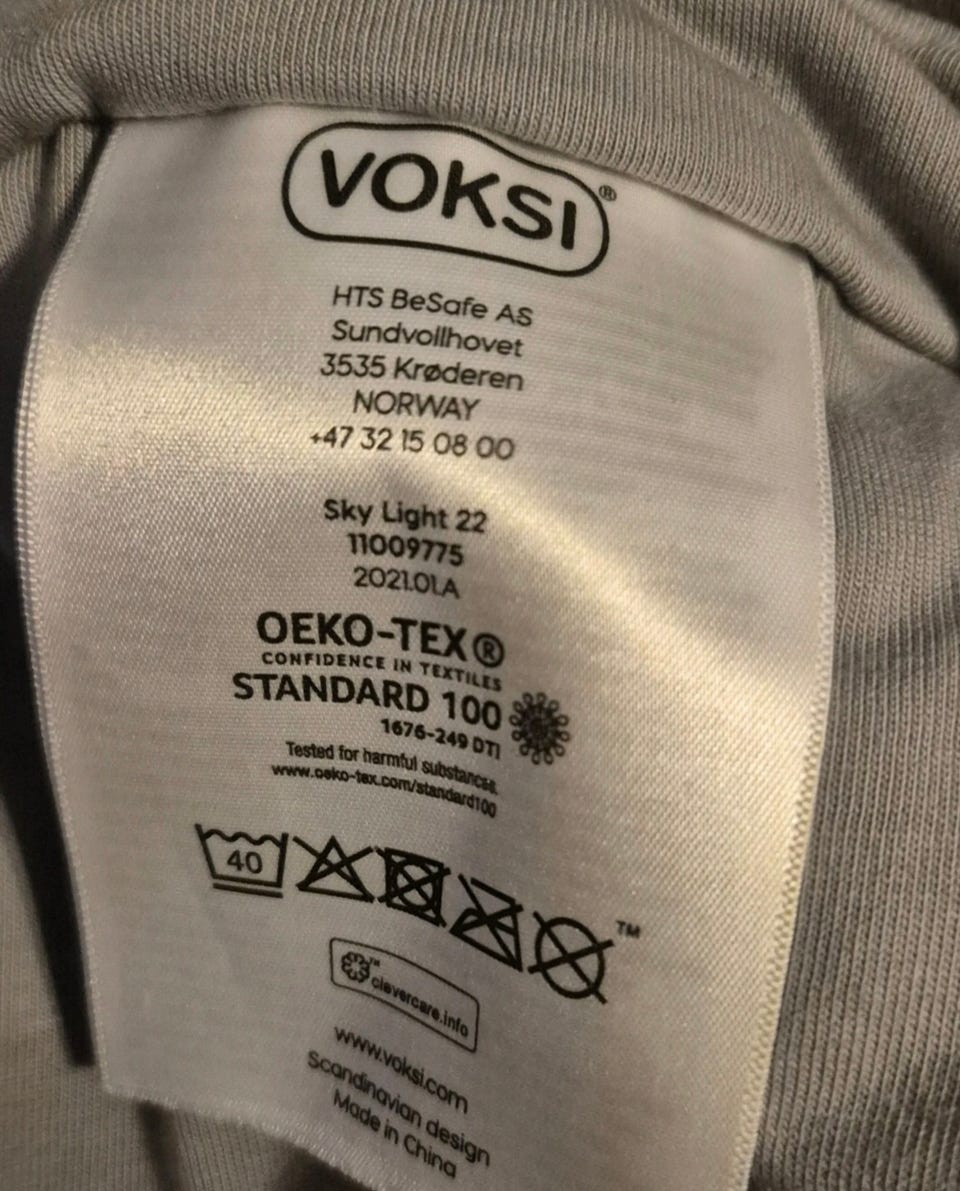 VOKSI®
HTS BeSafe AS
Sundvollhovet
3535 Krøderen
NORWAY
+47 32 15 08 00
Sky Light 22
11009775
2021.01.A
OEKO-TEX®
CONFIDENCE IN TEXTILES
STANDARD 100
1676-249 DTI
Tested for harmful substances.
www.oeko-tex.com/standard100
40
TM
TM
clevercare.info
www.voksi.com
Scandinavian design
Made in China